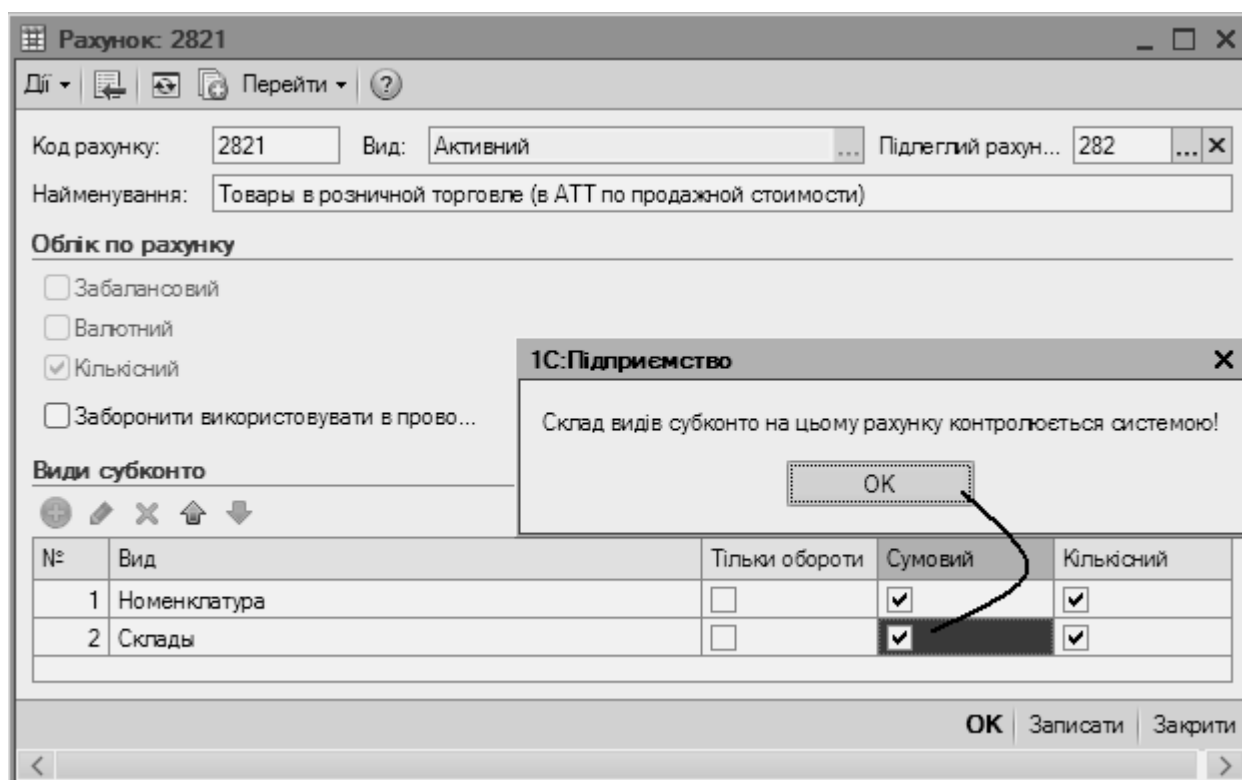 Рахунок: 2821
Дії Перейти
Код рахунку: 2821 Вид: Активний ... Підлеглий рахун... 282 ...
Найменування: Товары в розничной торговле (в АТТ по продажной стоимости)
Облік по рахунку
Забалансовий
Валютний
Кількісний
Заборонити використовувати в прово...
1С:Підприємство
Склад видів субконто на цьому рахунку контролюється системою!
ОК
Види субконто
№ Вид Тільки обороти Сумовий Кількісний
1 Номенклатура
2 Склады
ОК Записати Закрити